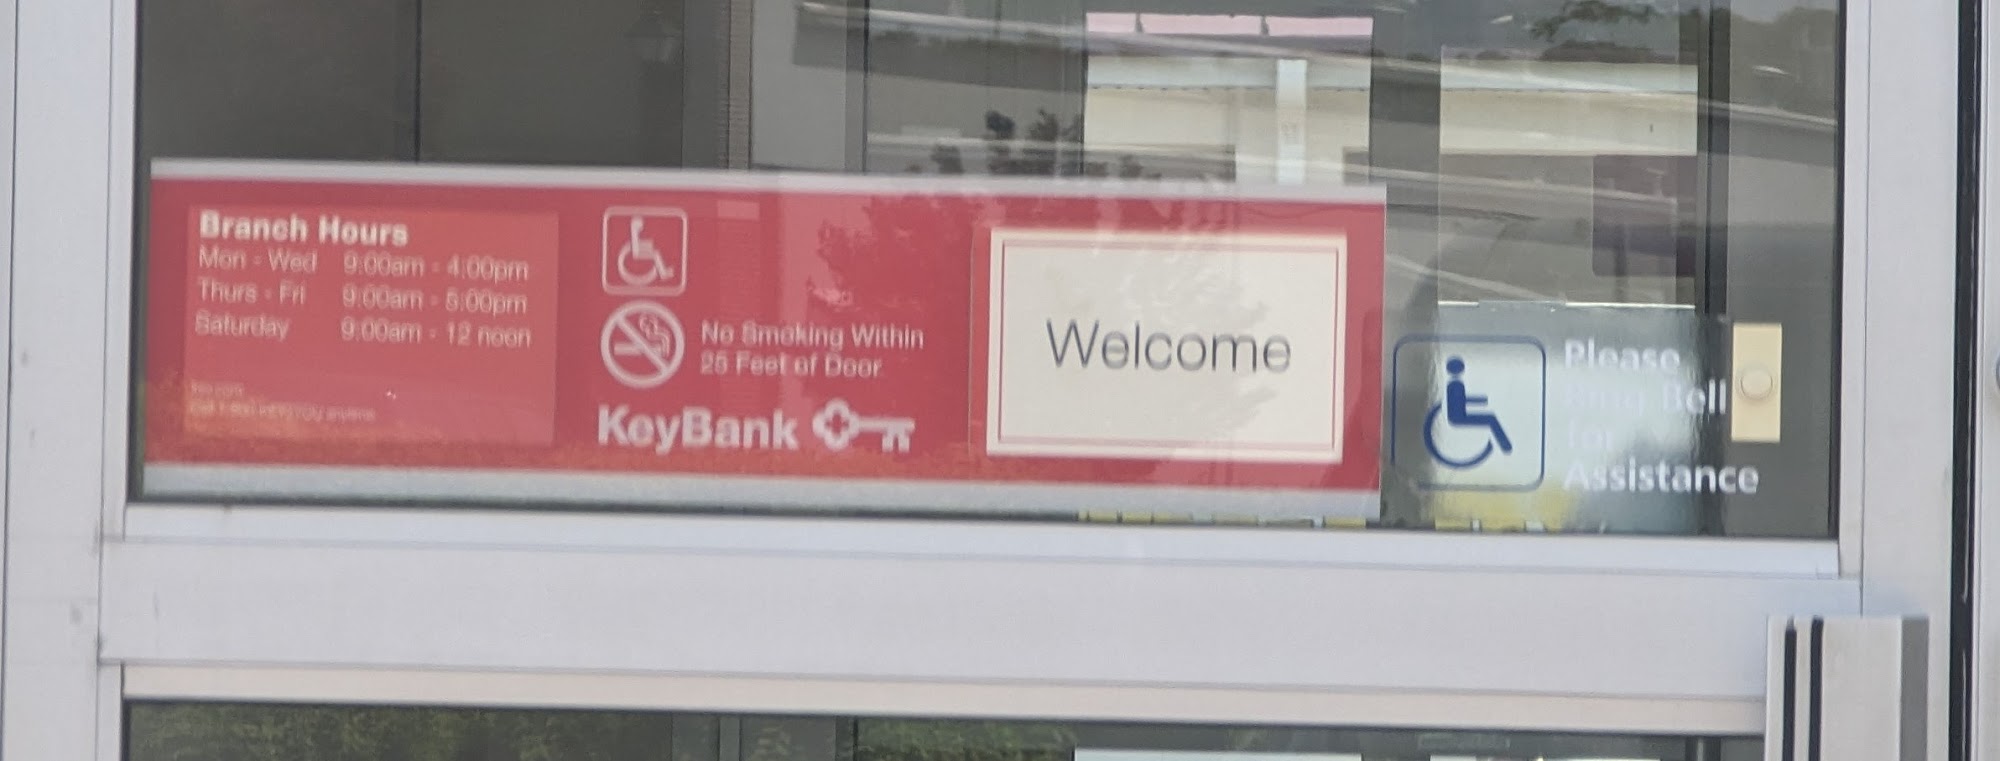 Branch Hours
Mon - Wed 9:00am - 4:00pm
Thurs - Fri 9:00am - 5:00pm
Saturday 9:00am - 12 noon
No Smoking Within
25 Feet of Door
KeyBank
Welcome
Please
Ring Bell
for
Assistance